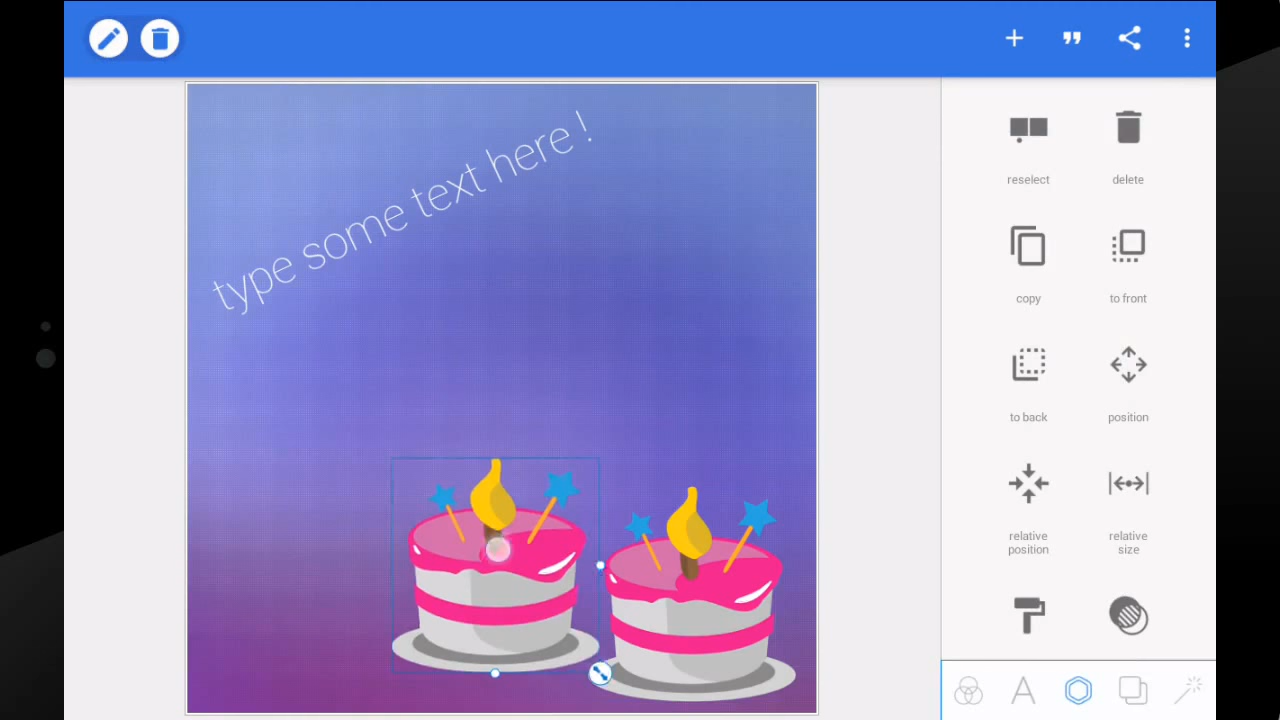 type some text here !
reselect
delete
copy
to front
to back
position
relative
position
relative
size